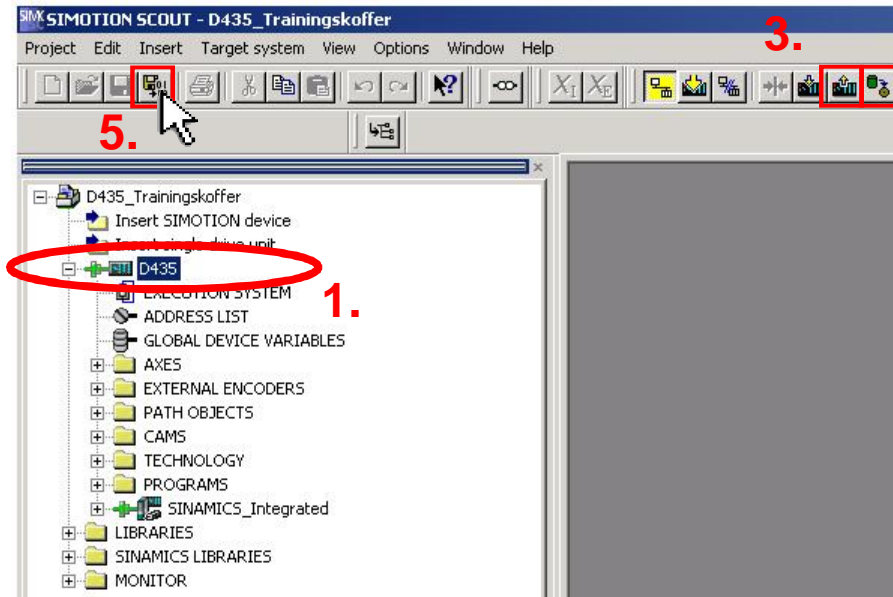 SIMOTION SCOUT - D435_Trainingskoffer
Project Edit Insert Target system View Options Window Help
3.
5.
D435_Trainingskoffer
Insert SIMOTION device
Insert single drive unit
D435
1.
EXECUTION SYSTEM
ADDRESS LIST
GLOBAL DEVICE VARIABLES
AXES
EXTERNAL ENCODERS
PATH OBJECTS
CAMS
TECHNOLOGY
PROGRAMS
SINAMICS_Integrated
LIBRARIES
SINAMICS LIBRARIES
MONITOR